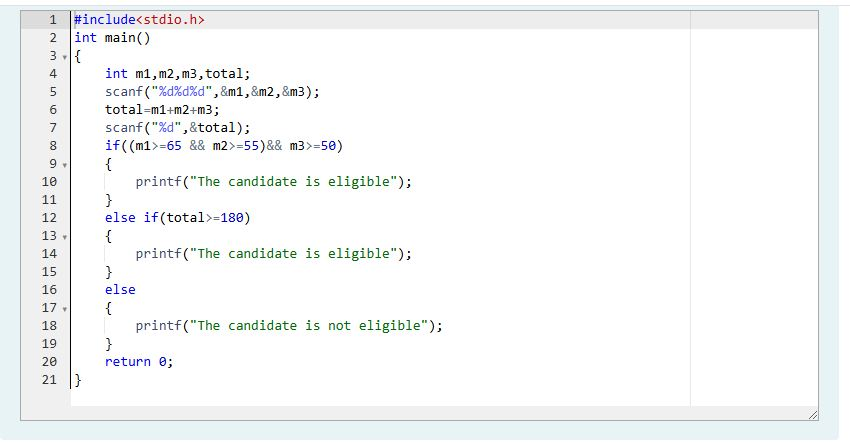 1 #include<stdio.h>
2 int main()
3 {
4     int m1,m2,m3,total;
5     scanf("%d%d%d",&m1,&m2,&m3);
6     total=m1+m2+m3;
7     scanf("%d",&total);
8     if((m1>=65 && m2>=55)&& m3>=50)
9     {
10         printf("The candidate is eligible");
11     }
12     else if(total>=180)
13     {
14         printf("The candidate is eligible");
15     }
16     else
17     {
18         printf("The candidate is not eligible");
19     }
20     return 0;
21 }